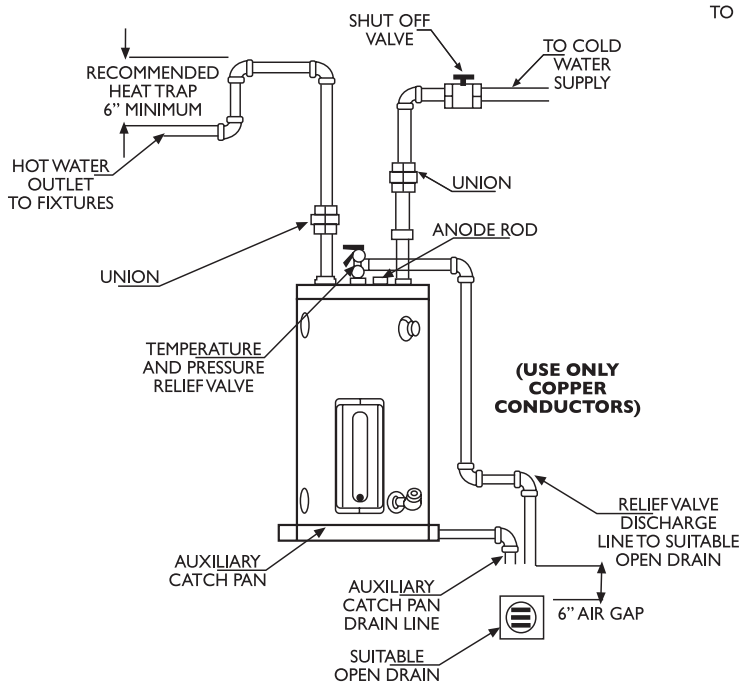 TO
SHUT OFF
VALVE
TO COLD
WATER
SUPPLY
RECOMMENDED
HEAT TRAP
6” MINIMUM
HOT WATER
OUTLET
TO FIXTURES
UNION
ANODE ROD
UNION
TEMPERATURE
AND PRESSURE
RELIEF VALVE
(USE ONLY
COPPER
CONDUCTORS)
RELIEF VALVE
DISCHARGE
LINE TO SUITABLE
OPEN DRAIN
AUXILIARY
CATCH PAN
AUXILIARY
CATCH PAN
DRAIN LINE
6” AIR GAP
SUITABLE
OPEN DRAIN